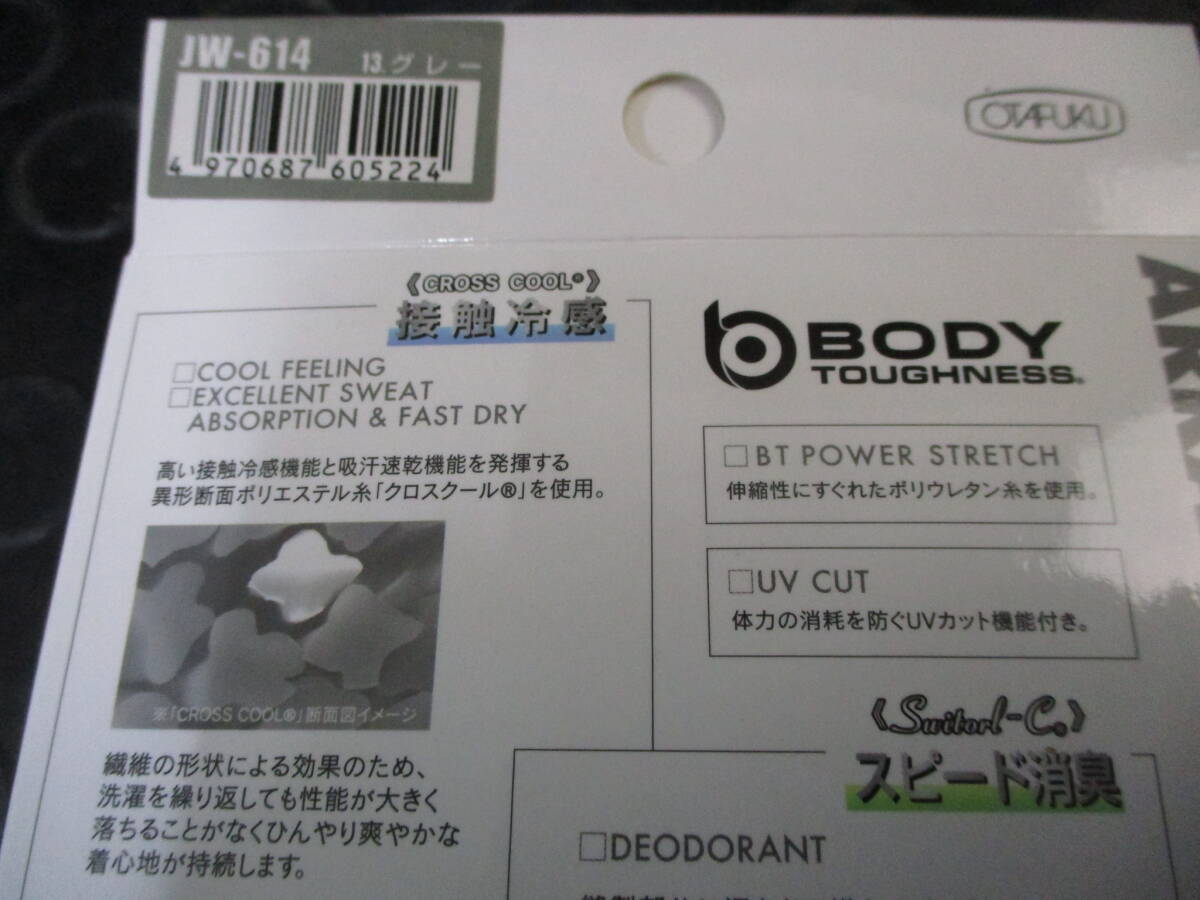 JW-614 13.グレー
4 970687 605224
OTAFUKU
《CROSS COOL®》
接触冷感
□COOL FEELING
□EXCELLENT SWEAT
ABSORPTION & FAST DRY
高い接触冷感機能と吸汗速乾機能を発揮する
異形断面ポリエステル糸「クロスクール®」を使用。
※「CROSS COOL®」断面図イメージ
繊維の形状による効果のため、
洗濯を繰り返しても性能が大きく
落ちることがなくひんやり爽やかな
着心地が持続します。
BODY
TOUGHNESS®
□BT POWER STRETCH
伸縮性にすぐれたポリウレタン糸を使用。
□UV CUT
体力の消耗を防ぐUVカット機能付き。
《Switorl-C®》
スピード消臭
□DEODORANT